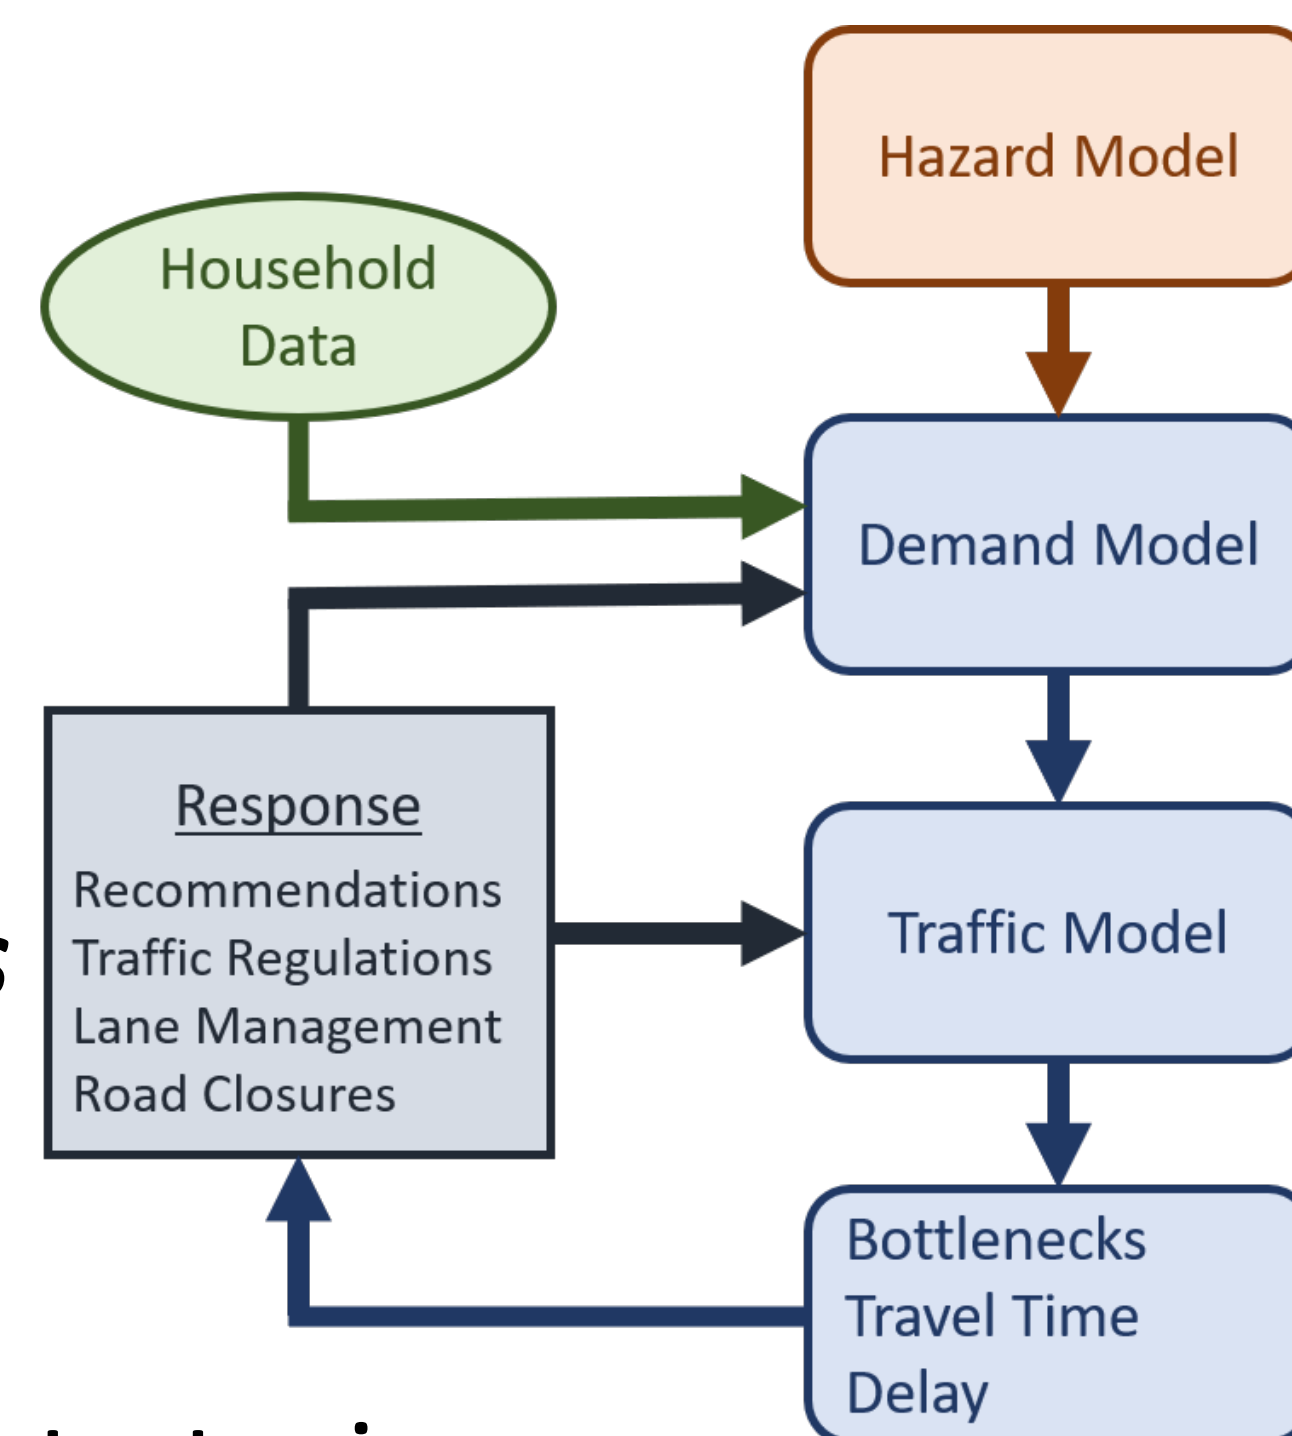 Hazard Model
Household
Data
Demand Model
Response
Recommendations
Traffic Regulations
Lane Management
Road Closures
Traffic Model
Bottlenecks
Travel Time
Delay